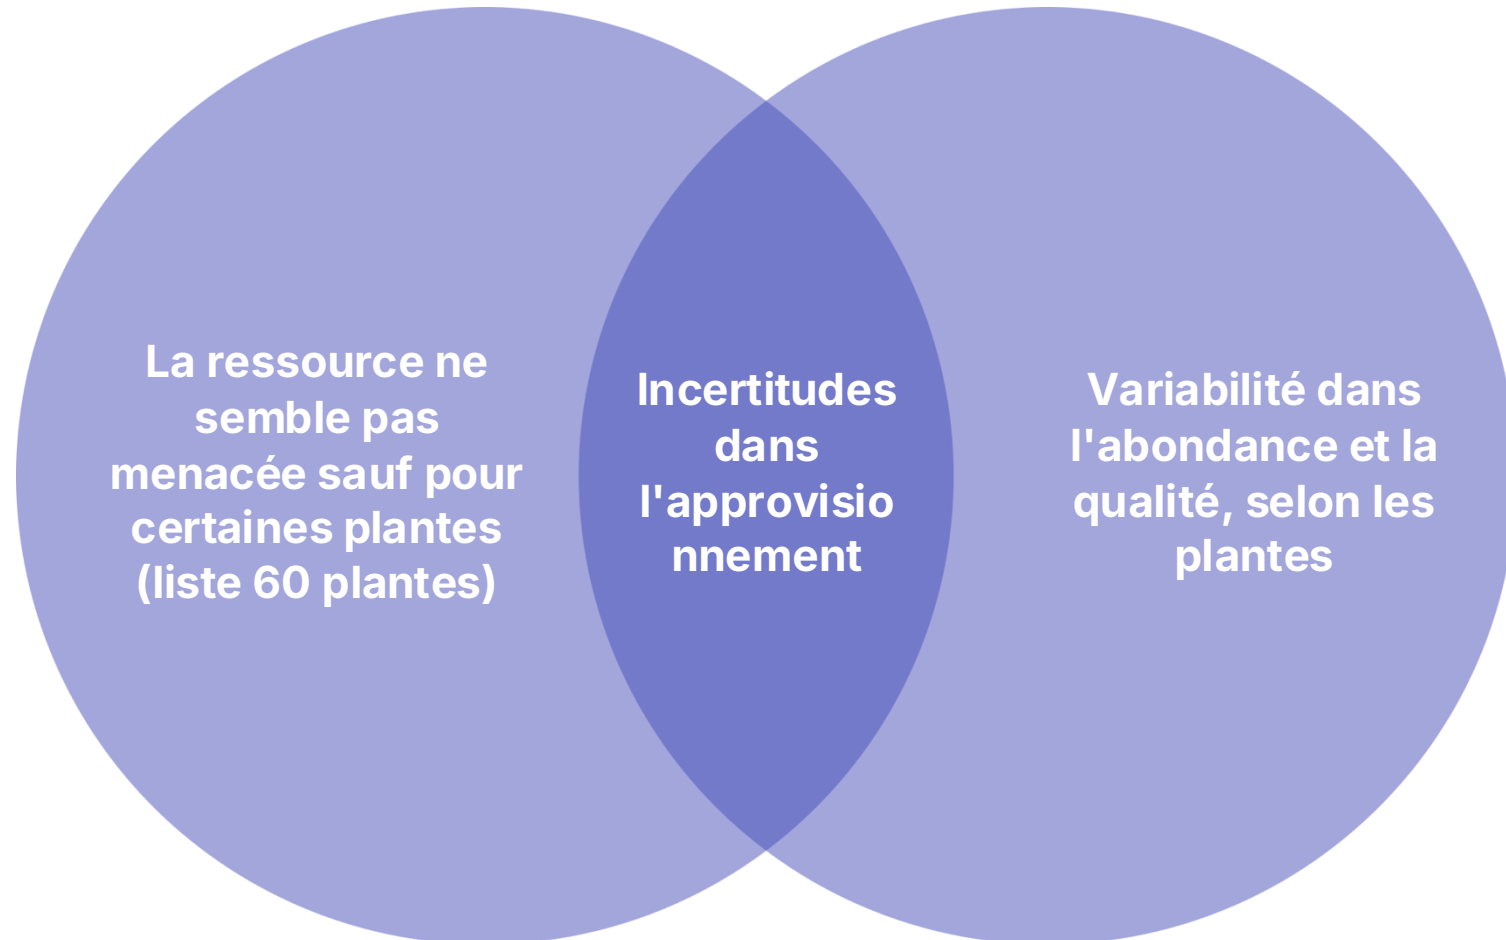 La ressource ne
semble pas
menacée sauf pour
certaines plantes
(liste 60 plantes)
Incertitudes
dans
l'approvisio
nnement
Variabilité dans
l'abondance et la
qualité, selon les
plantes